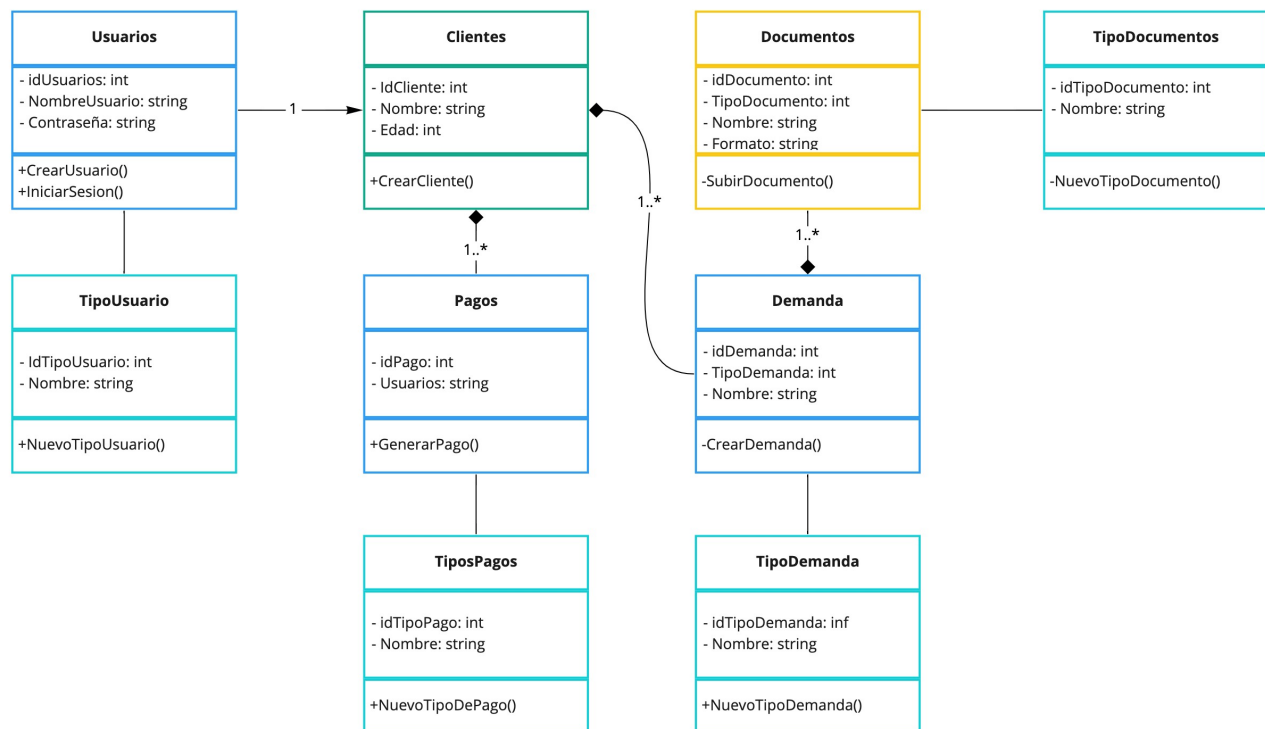 Usuarios
- idUsuarios: int
- NombreUsuario: string
- Contraseña: string
+CrearUsuario()
+IniciarSesion()
1
Clientes
- IdCliente: int
- Nombre: string
- Edad: int
+CrearCliente()
1..*
Documentos
- idDocumento: int
- TipoDocumento: int
- Nombre: string
- Formato: string
-SubirDocumento()
TipoDocumentos
- idTipoDocumento: int
- Nombre: string
-NuevoTipoDocumento()
1..*
1..*
TipoUsuario
- IdTipoUsuario: int
- Nombre: string
+NuevoTipoUsuario()
Pagos
- idPago: int
- Usuarios: string
+GenerarPago()
Demanda
- idDemanda: int
- TipoDemanda: int
- Nombre: string
-CrearDemanda()
TiposPagos
- idTipoPago: int
- Nombre: string
+NuevoTipoDePago()
TipoDemanda
- idTipoDemanda: inf
- Nombre: string
+NuevoTipoDemanda()